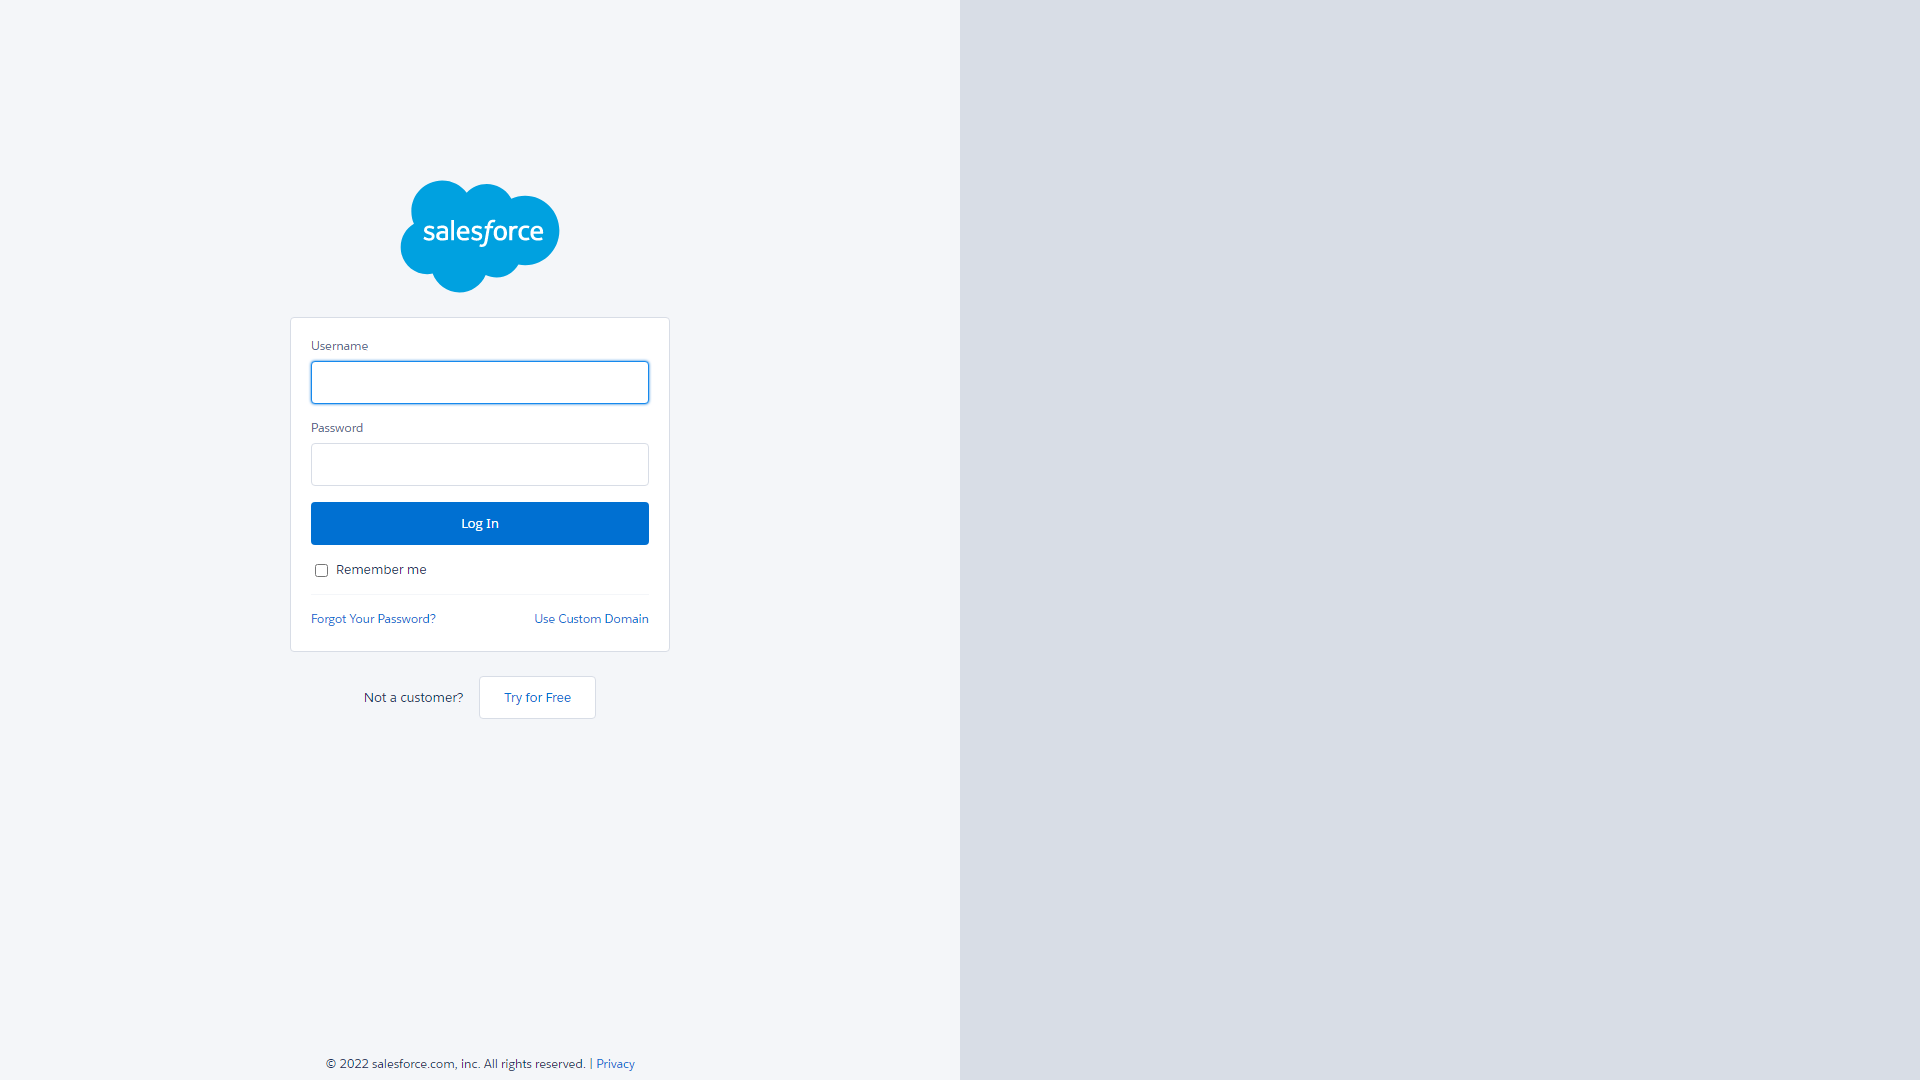 salesforce
Username
Password
Log In
Remember me
Forgot Your Password? Use Custom Domain
Not a customer? Try for Free
© 2022 salesforce.com, inc. All rights reserved. | Privacy